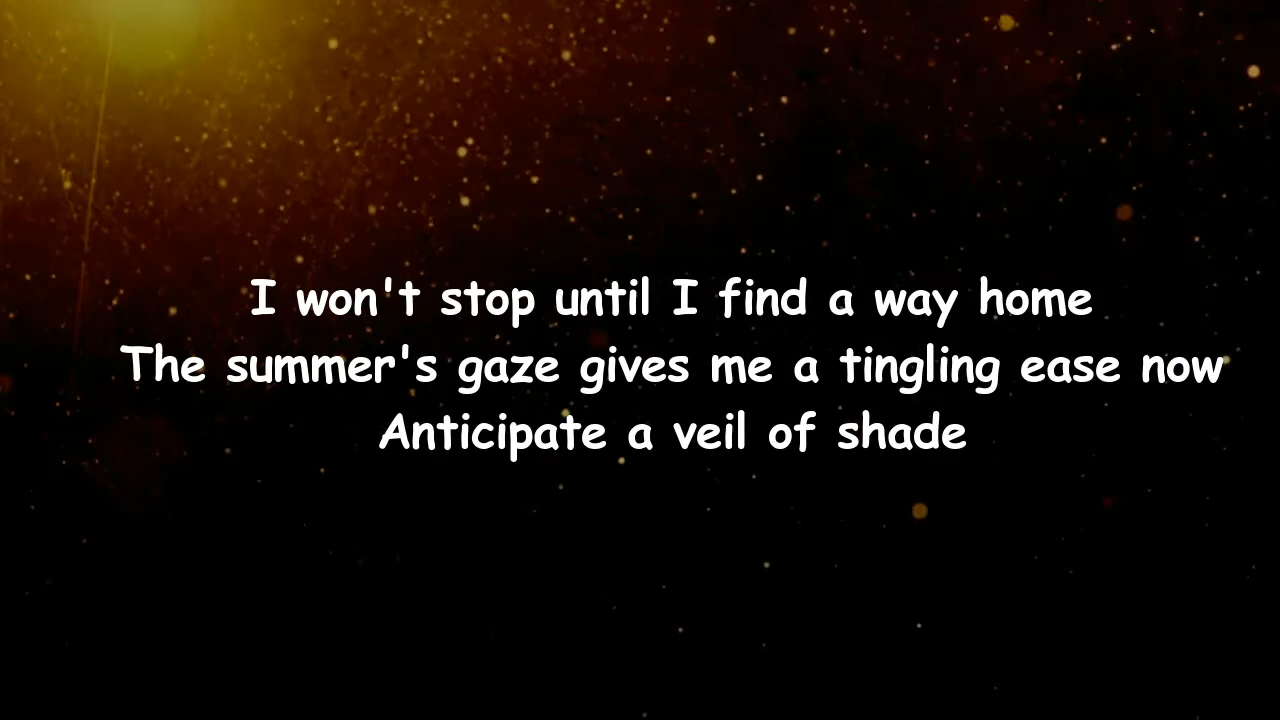 I won't stop until I find a way home
The summer's gaze gives me a tingling ease now
Anticipate a veil of shade